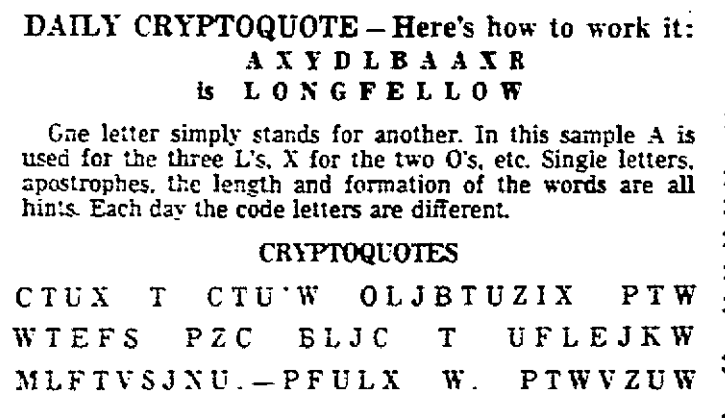 DAILY CRYPTOQUOTE – Here's how to work it:
A X Y D L B A A X R
is L O N G F E L L O W
One letter simply stands for another. In this sample A is
used for the three L's, X for the two O's, etc. Single letters,
apostrophes, the length and formation of the words are all
hints. Each day the code letters are different.
CRYPTOQUOTES
C T U X   T   C T U ' W   O L J B T U Z I X   P T W
W T E F S   P Z C   B L J C   T   U F L E J K W
M L F T V S J N U . – P F U L X   W .   P T W V Z U W